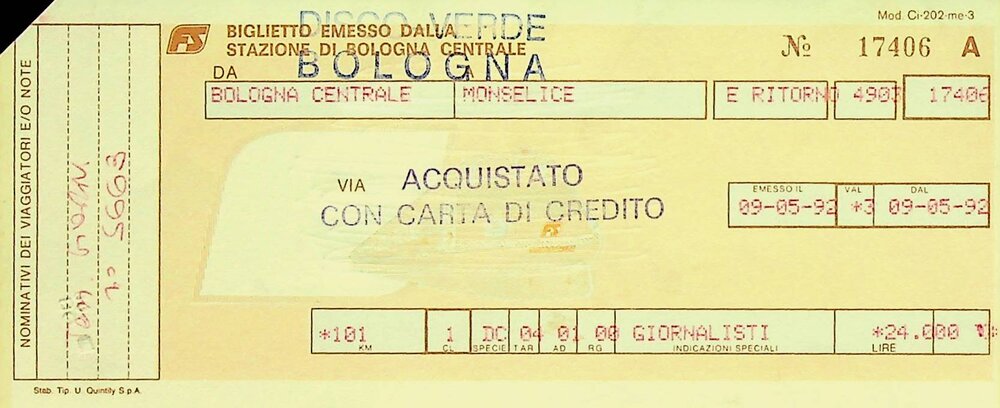 Mod. Ci-202-me-3
DISCO VERDE
FS BIGLIETTO EMESSO DALLA
STAZIONE DI BOLOGNA CENTRALE
Nº 17406 A
BOLOGNA
DA A
BOLOGNA CENTRALE MONSELICE E RITORNO 4903 17406
VIA ACQUISTATO
CON CARTA DI CREDITO
FS
EMESSO IL VAL DAL
09-05-92 *3 09-05-92
*101 1 DC 04 01 00 GIORNALISTI *24.000
KM CL SPECIE TAR AD RG INDICAZIONI SPECIALI LIRE
NOMINATIVI DEI VIAGGIATORI E/O NOTE
Stab. Tip. U. Quintily S.p.A.